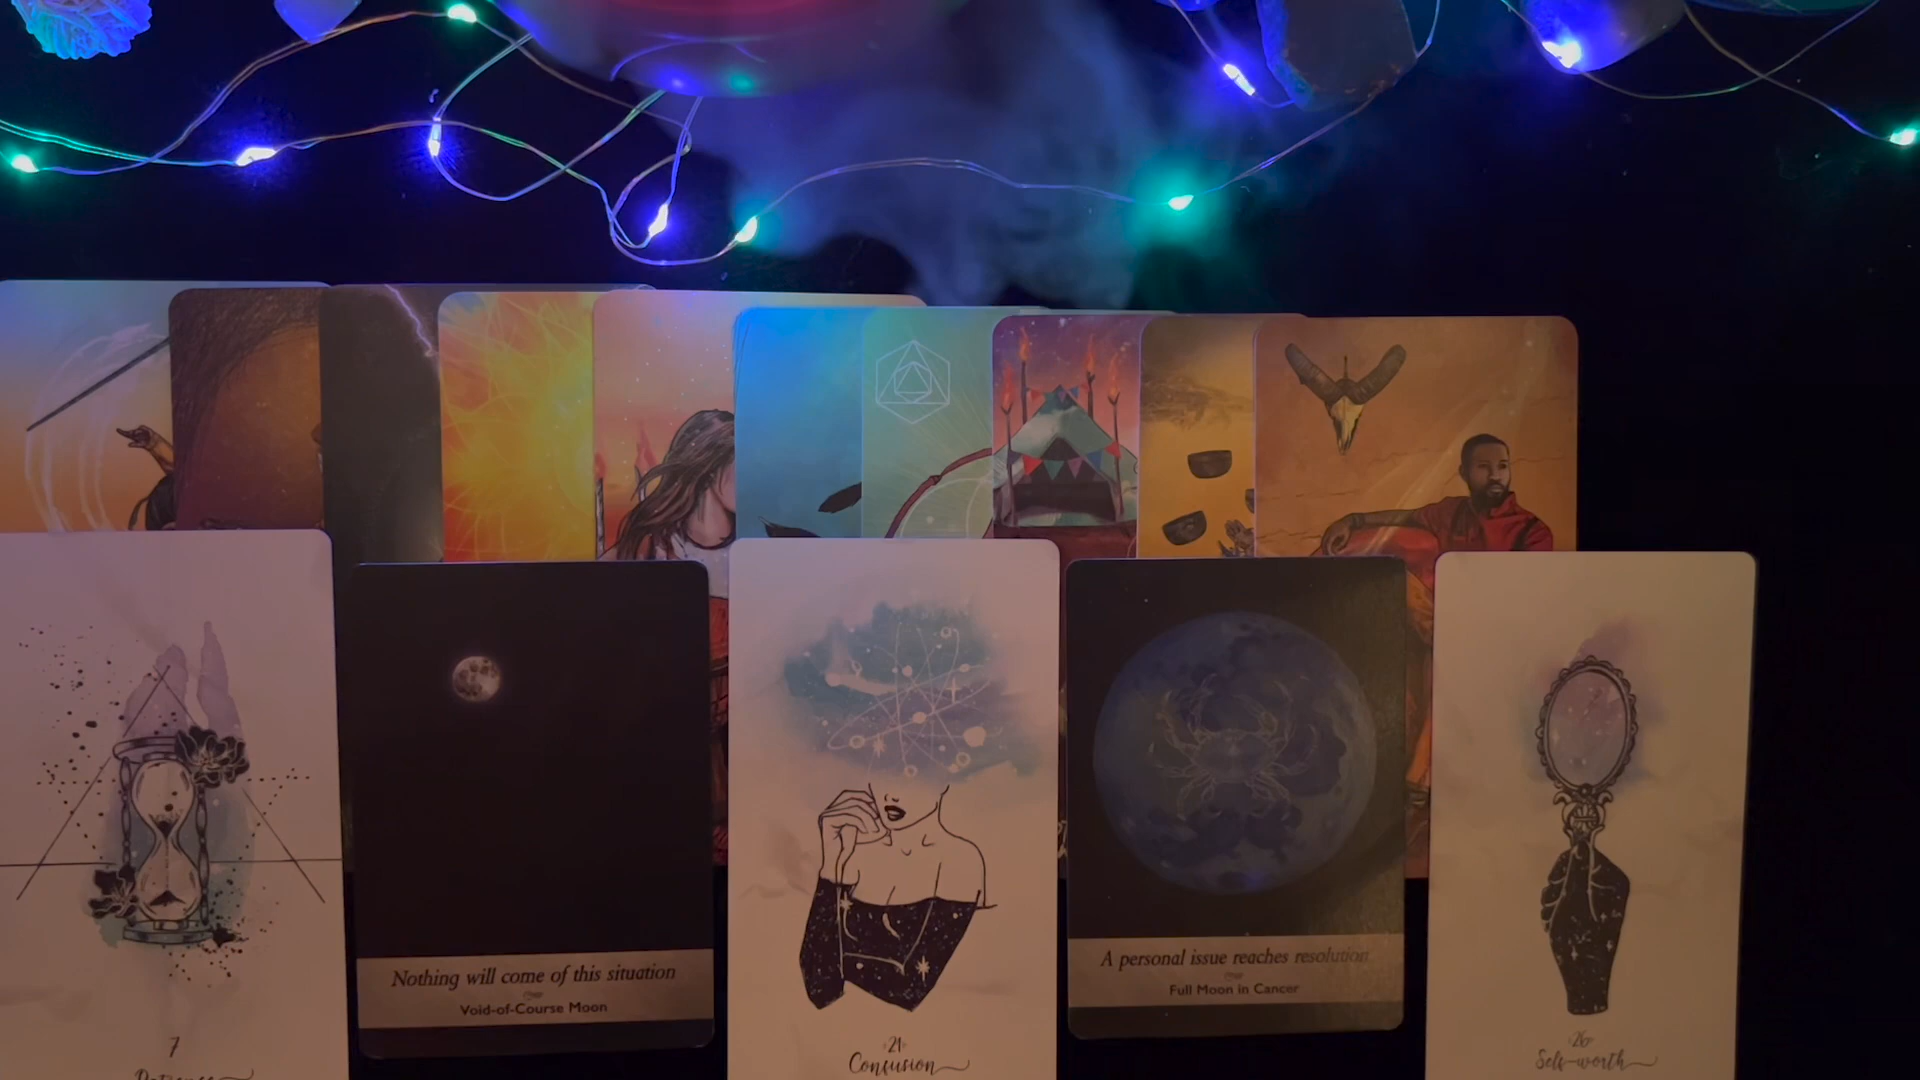 Nothing will come of this situation
Void-of-Course Moon
A personal issue reaches resolution
Full Moon in Cancer
7
21
Confusion
26
Self-worth